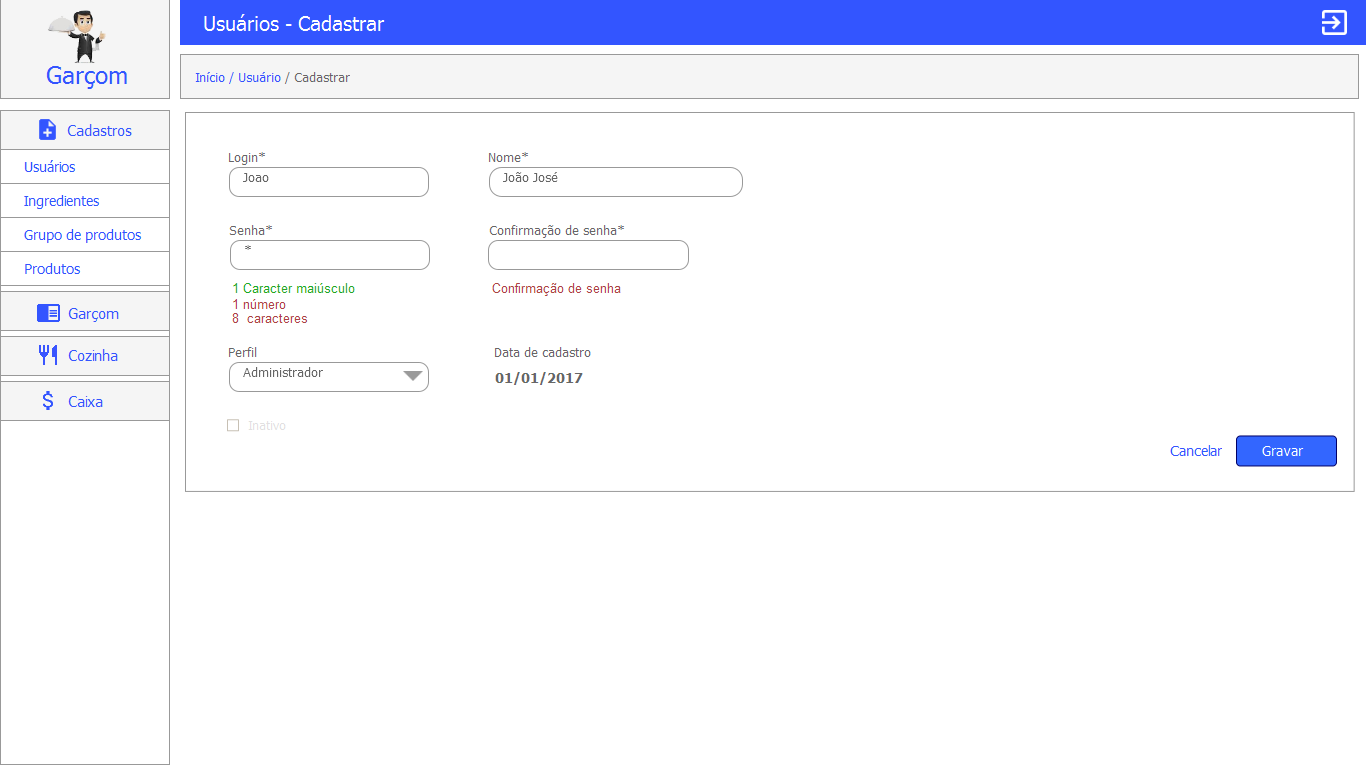 Garçom
Usuários - Cadastrar
Início / Usuário / Cadastrar
Cadastros
Usuários
Ingredientes
Grupo de produtos
Produtos
Garçom
Cozinha
Caixa
Login* Nome*
Joao João José
Senha* Confirmação de senha*
*
1 Caracter maiúsculo Confirmação de senha
1 número
8 caracteres
Perfil Data de cadastro
Administrador 01/01/2017
Inativo
Cancelar Gravar